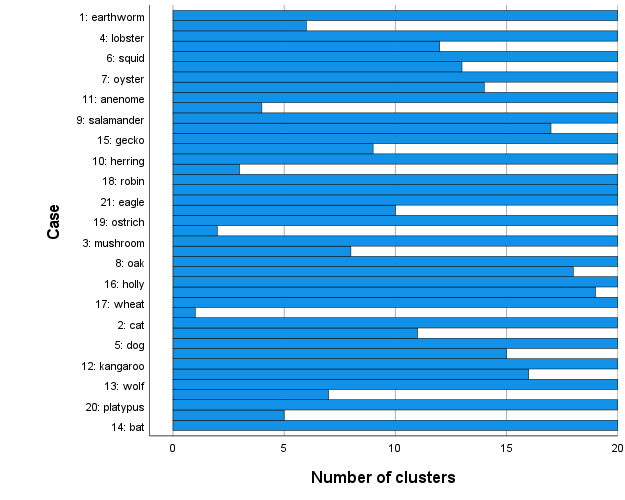 1: earthworm
4: lobster
6: squid
7: oyster
11: anenome
9: salamander
15: gecko
10: herring
18: robin
21: eagle
19: ostrich
3: mushroom
8: oak
16: holly
17: wheat
2: cat
5: dog
12: kangaroo
13: wolf
20: platypus
14: bat
Case
0 5 10 15 20
Number of clusters